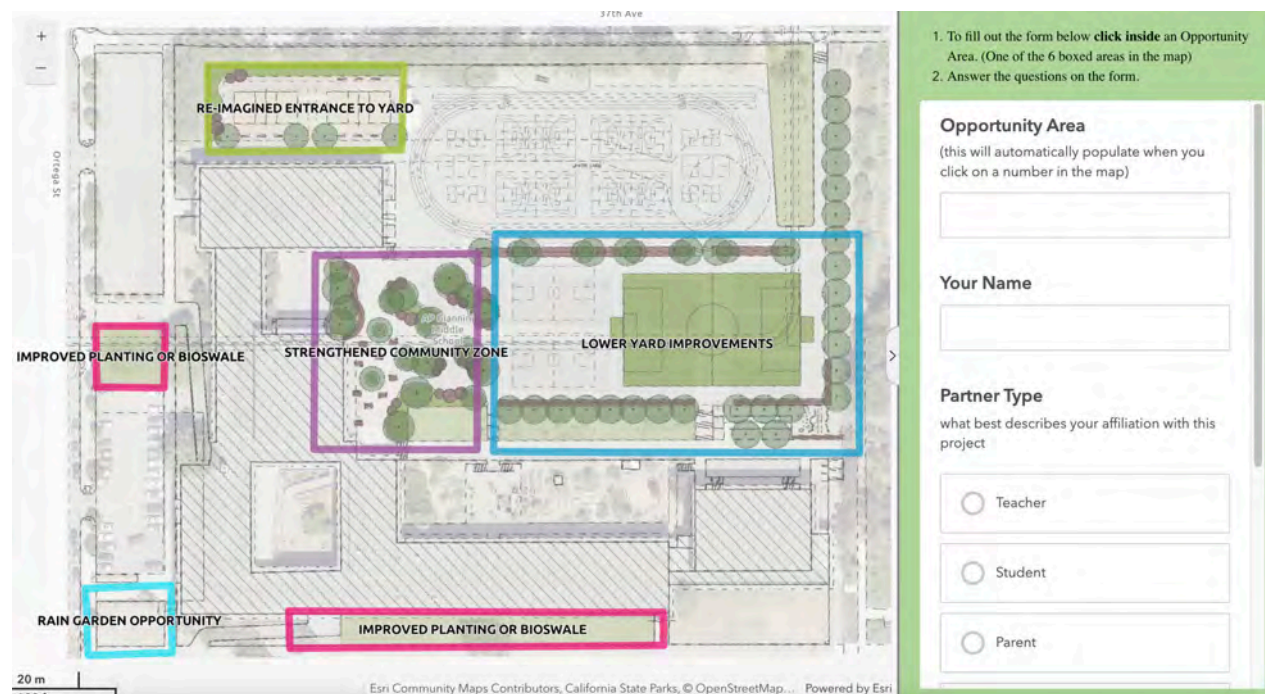 37th Ave
+
−
RE-IMAGINED ENTRANCE TO YARD
Ortega St
AP Giannini
Middle
School
IMPROVED PLANTING OR BIOSWALE
STRENGTHENED COMMUNITY ZONE
LOWER YARD IMPROVEMENTS
RAIN GARDEN OPPORTUNITY
IMPROVED PLANTING OR BIOSWALE
20 m
Esri Community Maps Contributors, California State Parks, © OpenStreetMap... Powered by Esri
1. To fill out the form below click inside an Opportunity
Area. (One of the 6 boxed areas in the map)
2. Answer the questions on the form.
Opportunity Area
(this will automatically populate when you
click on a number in the map)
Your Name
Partner Type
what best describes your affiliation with this
project
Teacher
Student
Parent